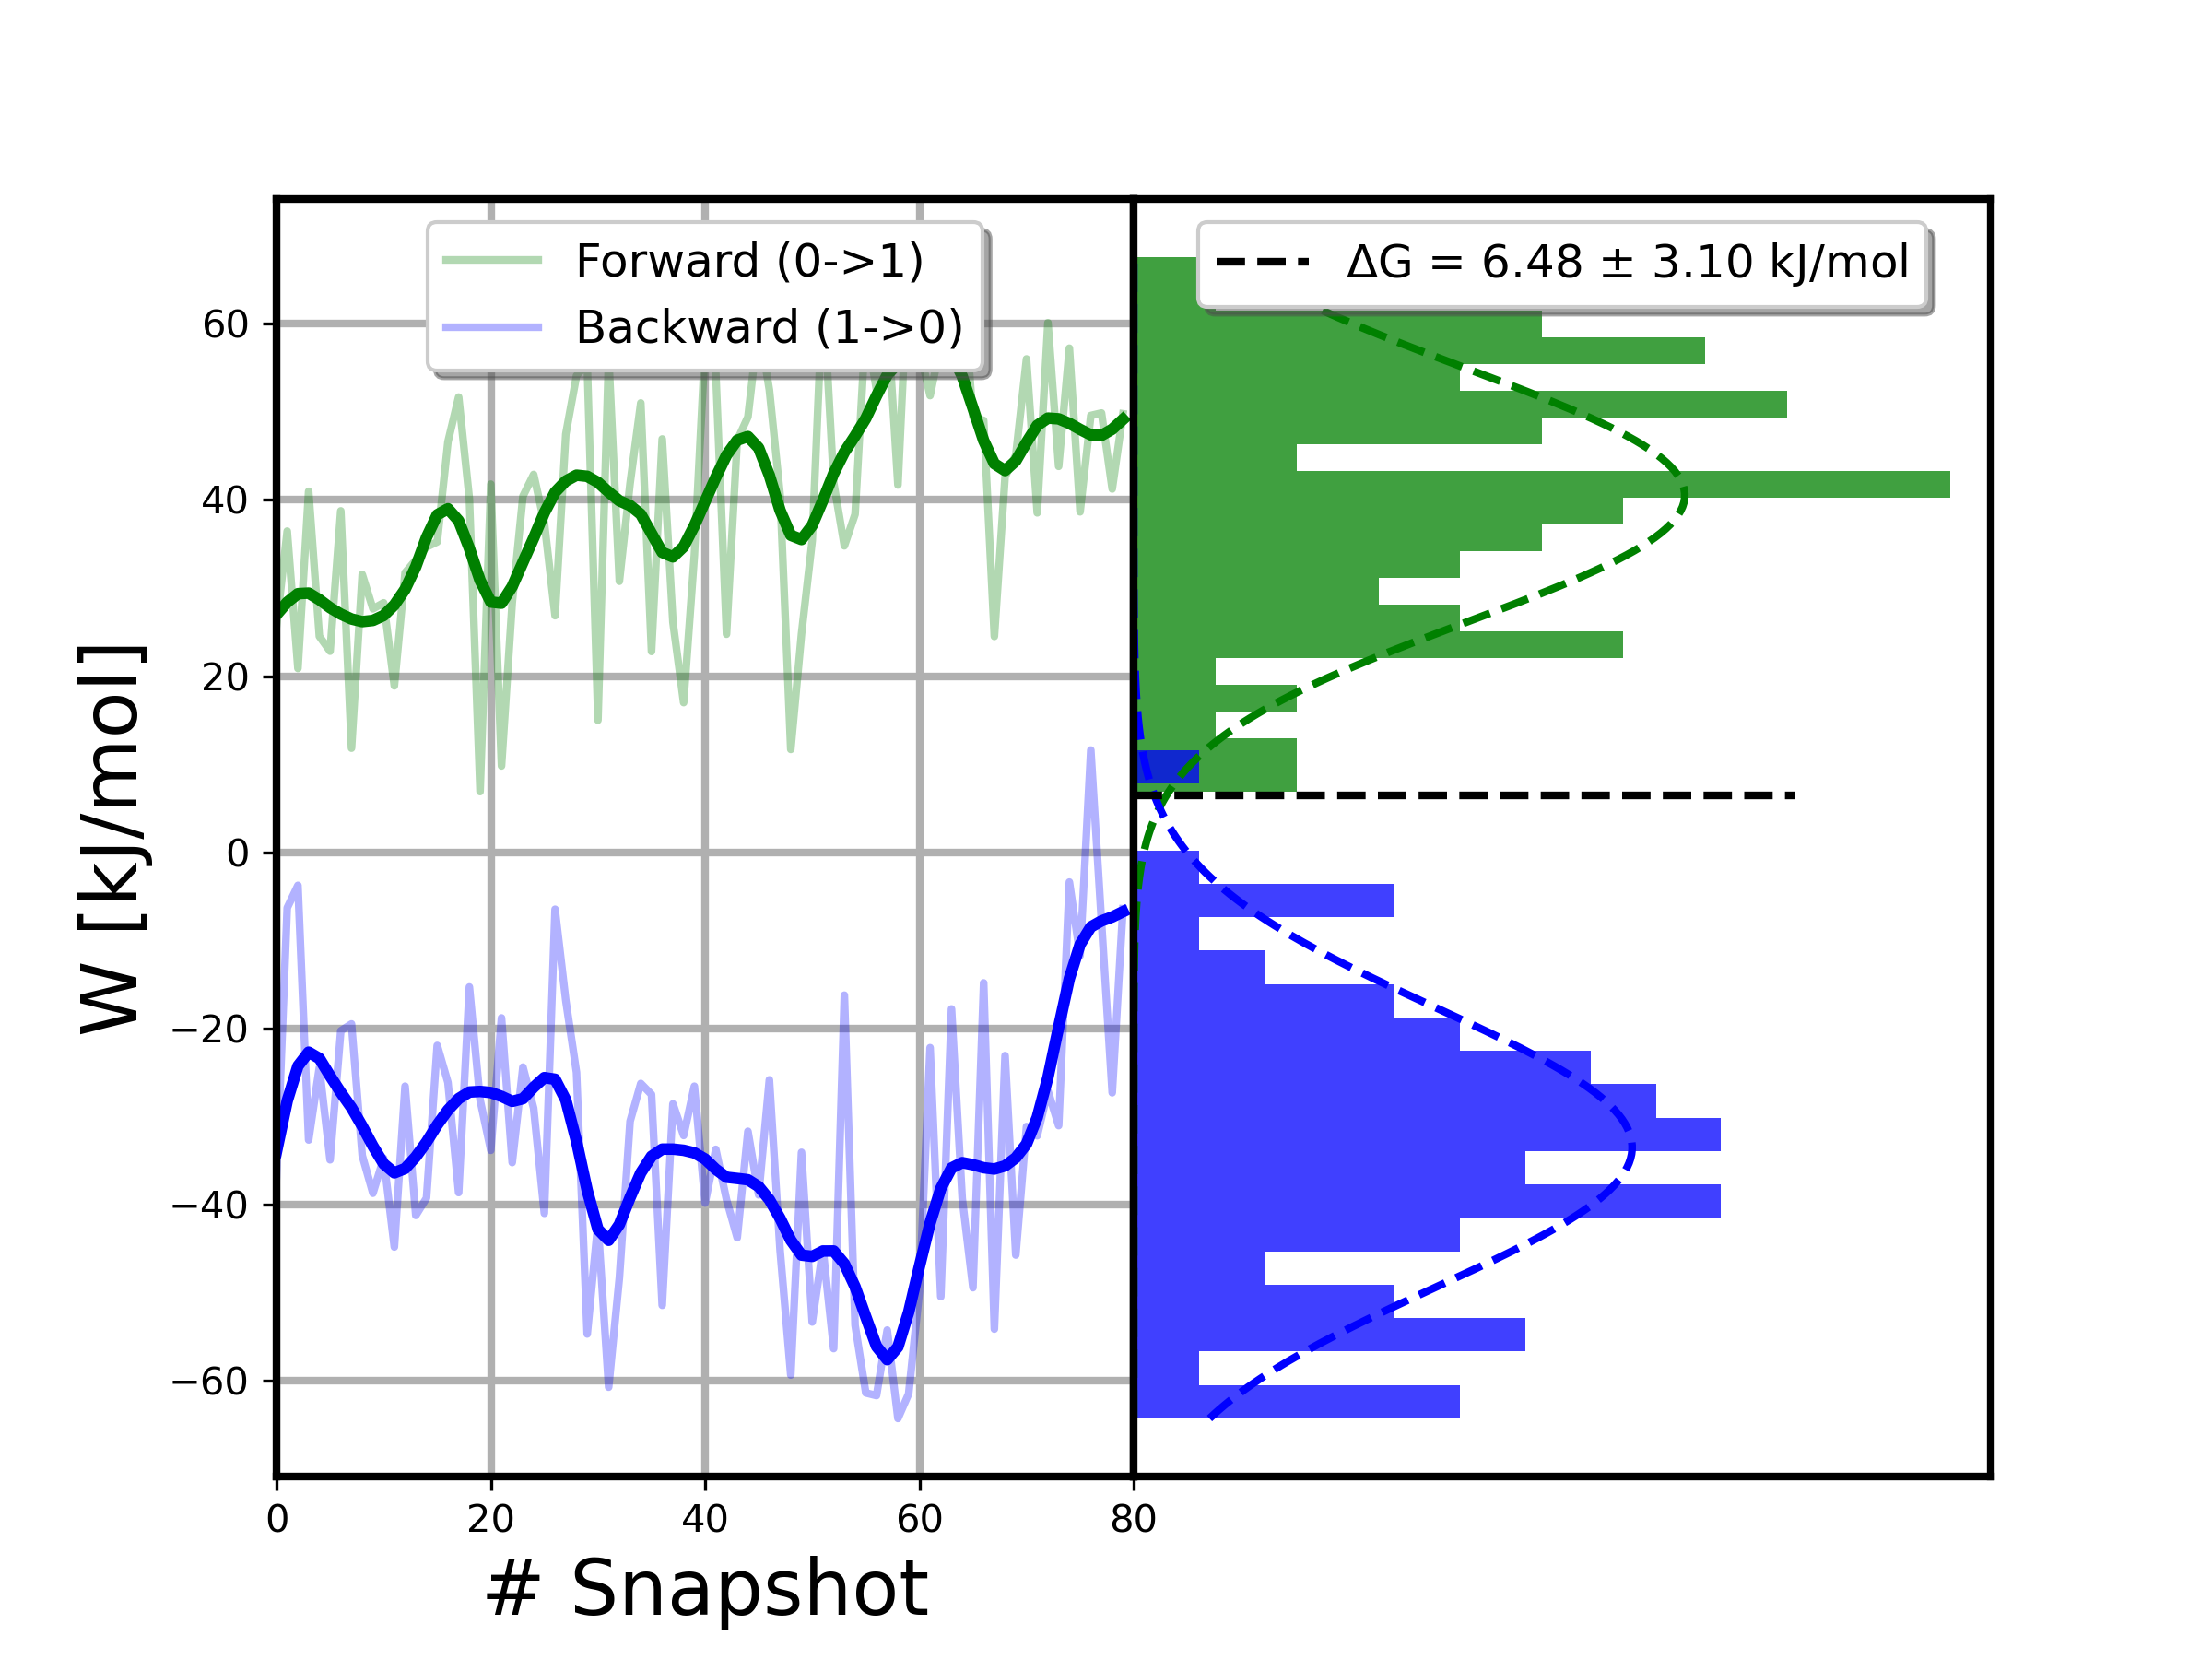 Forward (0->1)
Backward (1->0)
ΔG = 6.48 ± 3.10 kJ/mol
W [kJ/mol]
60
40
20
0
−20
−40
−60
0 20 40 60 80
# Snapshot